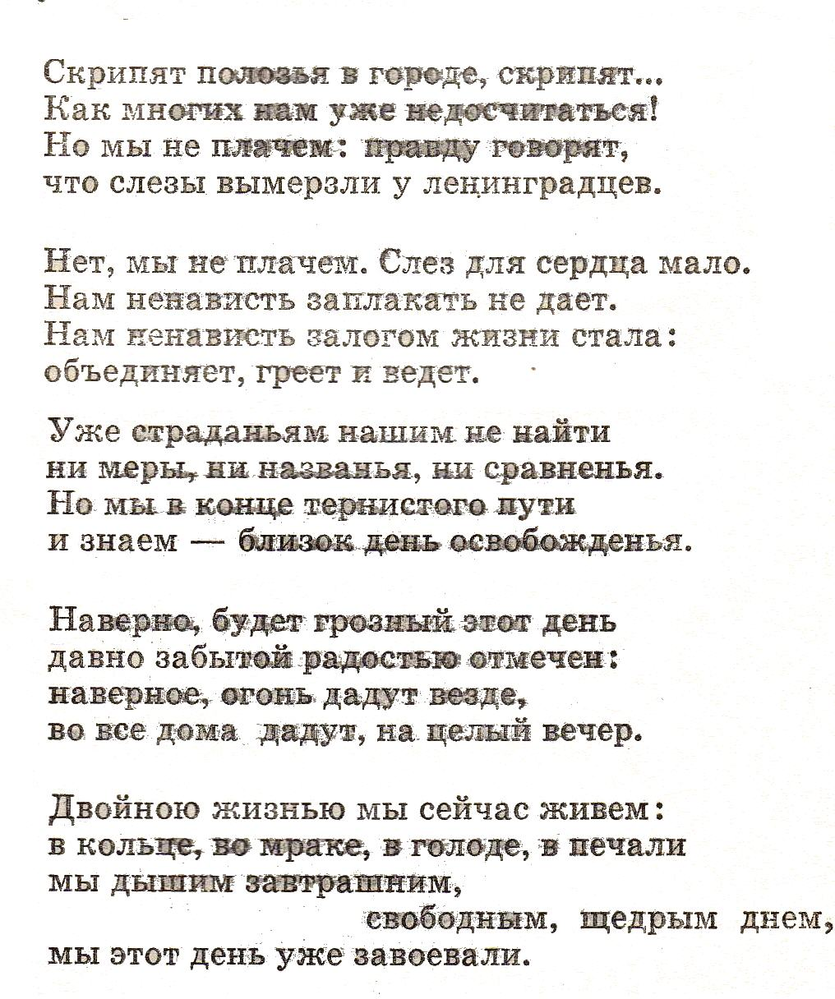 Скрипят полозья в городе, скрипят...
Как многих нам уже недосчитаться!
Но мы не плачем: правду говорят,
что слезы вымерзли у ленинградцев.
Нет, мы не плачем. Слез для сердца мало.
Нам ненависть заплакать не дает.
Нам ненависть залогом жизни стала:
объединяет, греет и ведет.
Уже страданьям нашим не найти
ни меры, ни названья, ни сравненья.
Но мы в конце тернистого пути
и знаем — близок день освобожденья.
Наверно, будет грозный этот день
давно забытой радостью отмечен:
наверное, огонь дадут везде,
во все дома дадут, на целый вечер.
Двойною жизнью мы сейчас живем:
в кольце, во мраке, в голоде, в печали
мы дышим завтрашним,
свободным, щедрым днем,
мы этот день уже завоевали.